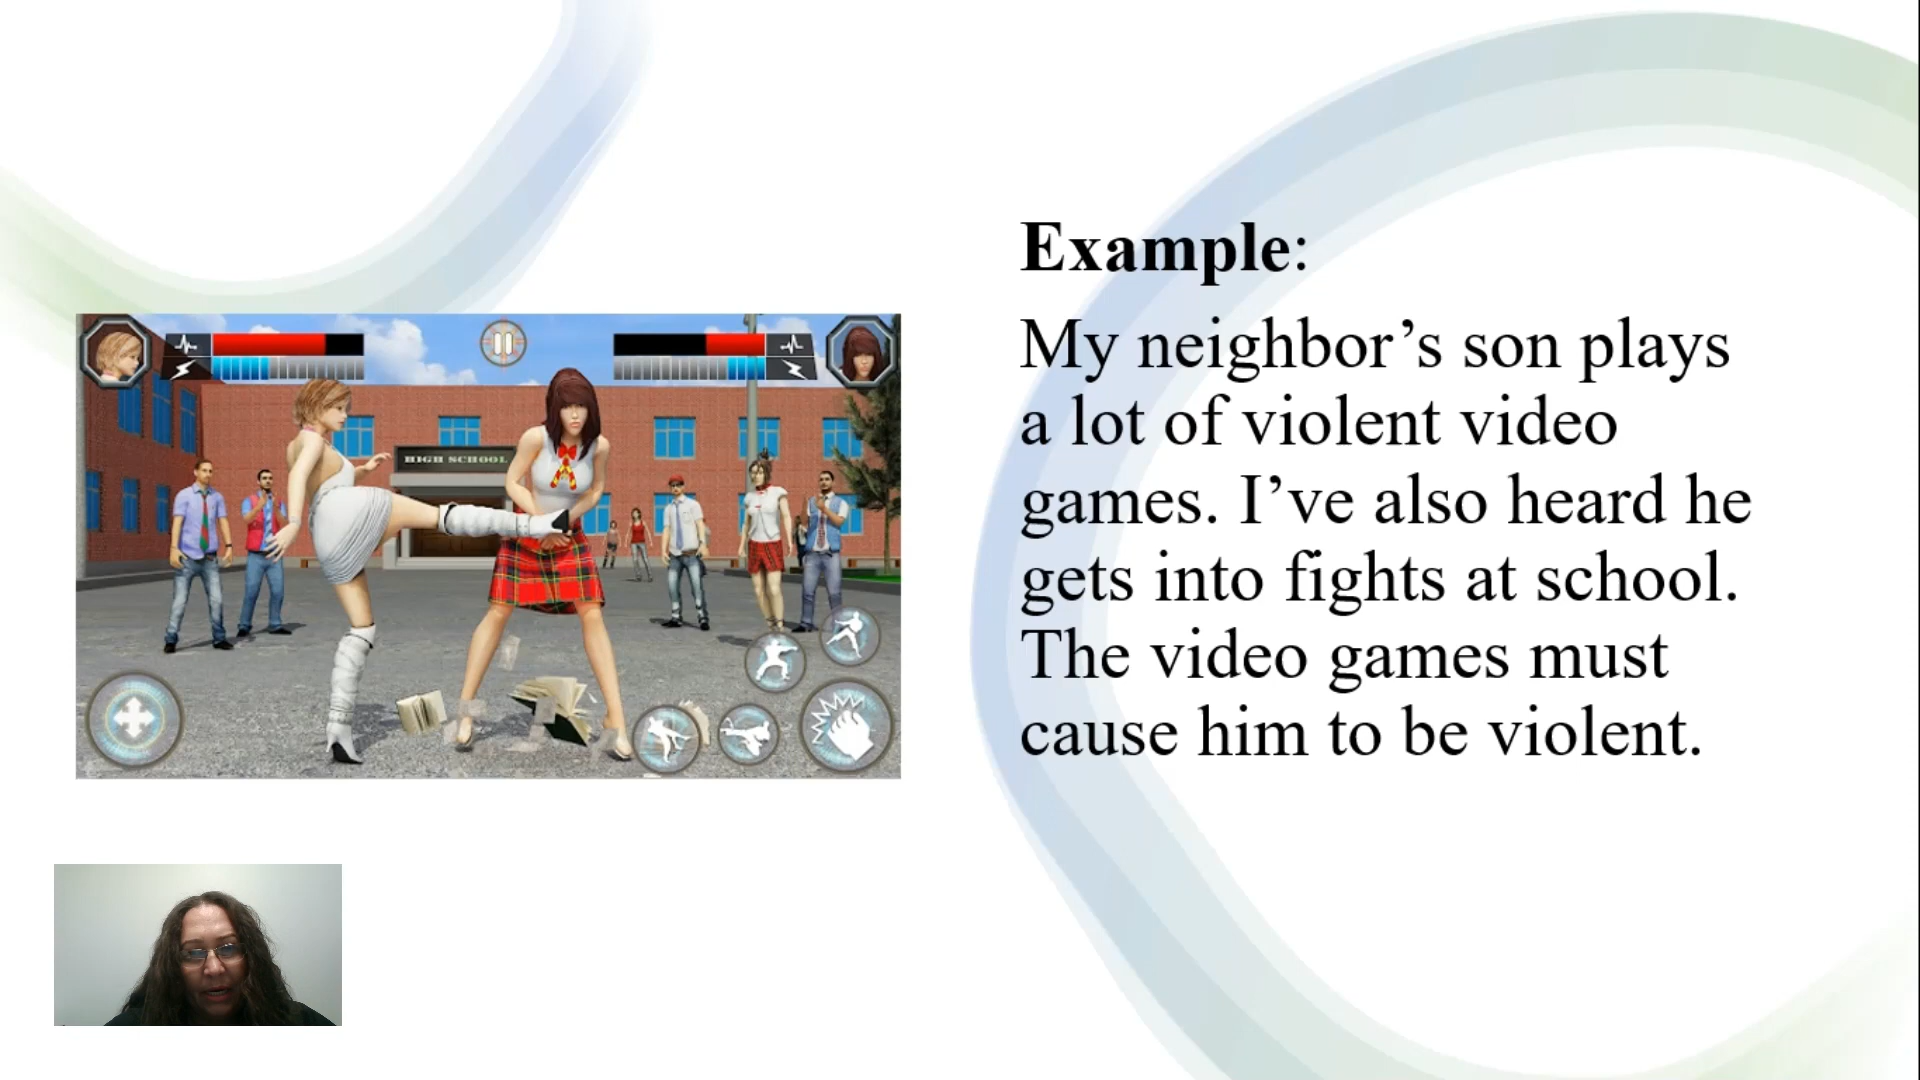 HIGH SCHOOL
Example:
My neighbor’s son plays
a lot of violent video
games. I’ve also heard he
gets into fights at school.
The video games must
cause him to be violent.